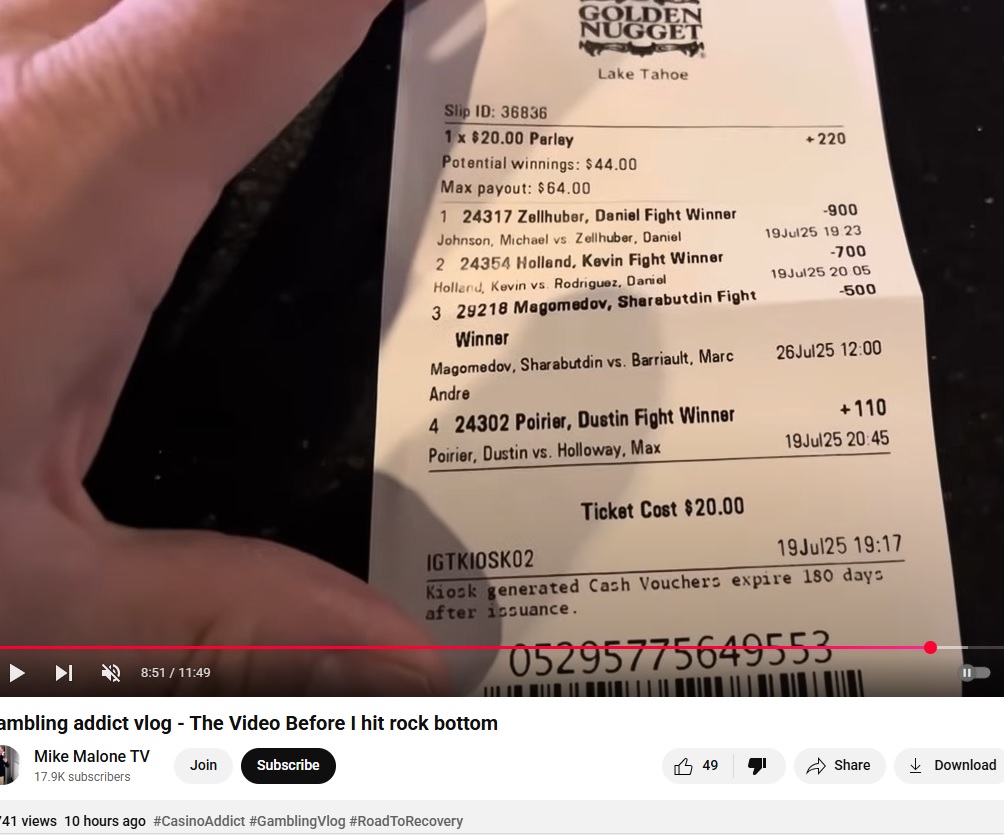 GOLDEN
NUGGET
Lake Tahoe
Slip ID: 36836
1 x $20.00 Parlay +220
Potential winnings: $44.00
Max payout: $64.00
1 24317 Zellhuber, Daniel Fight Winner -900
Johnson, Michael vs. Zellhuber, Daniel 19Jul25 19:23
2 24354 Holland, Kevin Fight Winner -700
Holland, Kevin vs. Rodriguez, Daniel 19Jul25 20:05
3 29218 Magomedov, Sharabutdin Fight -500
Winner
Magomedov, Sharabutdin vs. Barriault, Marc 26Jul25 12:00
Andre
4 24302 Poirier, Dustin Fight Winner +110
Poirier, Dustin vs. Holloway, Max 19Jul25 20:45
Ticket Cost $20.00
IGTKIOSK02 19Jul25 19:17
Kiosk generated Cash Vouchers expire 180 days
after issuance.
05295775649553
8:51 / 11:49
ambling addict vlog - The Video Before I hit rock bottom
Mike Malone TV
17.9K subscribers
Join
Subscribe
49
Share
Download
741 views 10 hours ago #CasinoAddict #GamblingVlog #RoadToRecovery